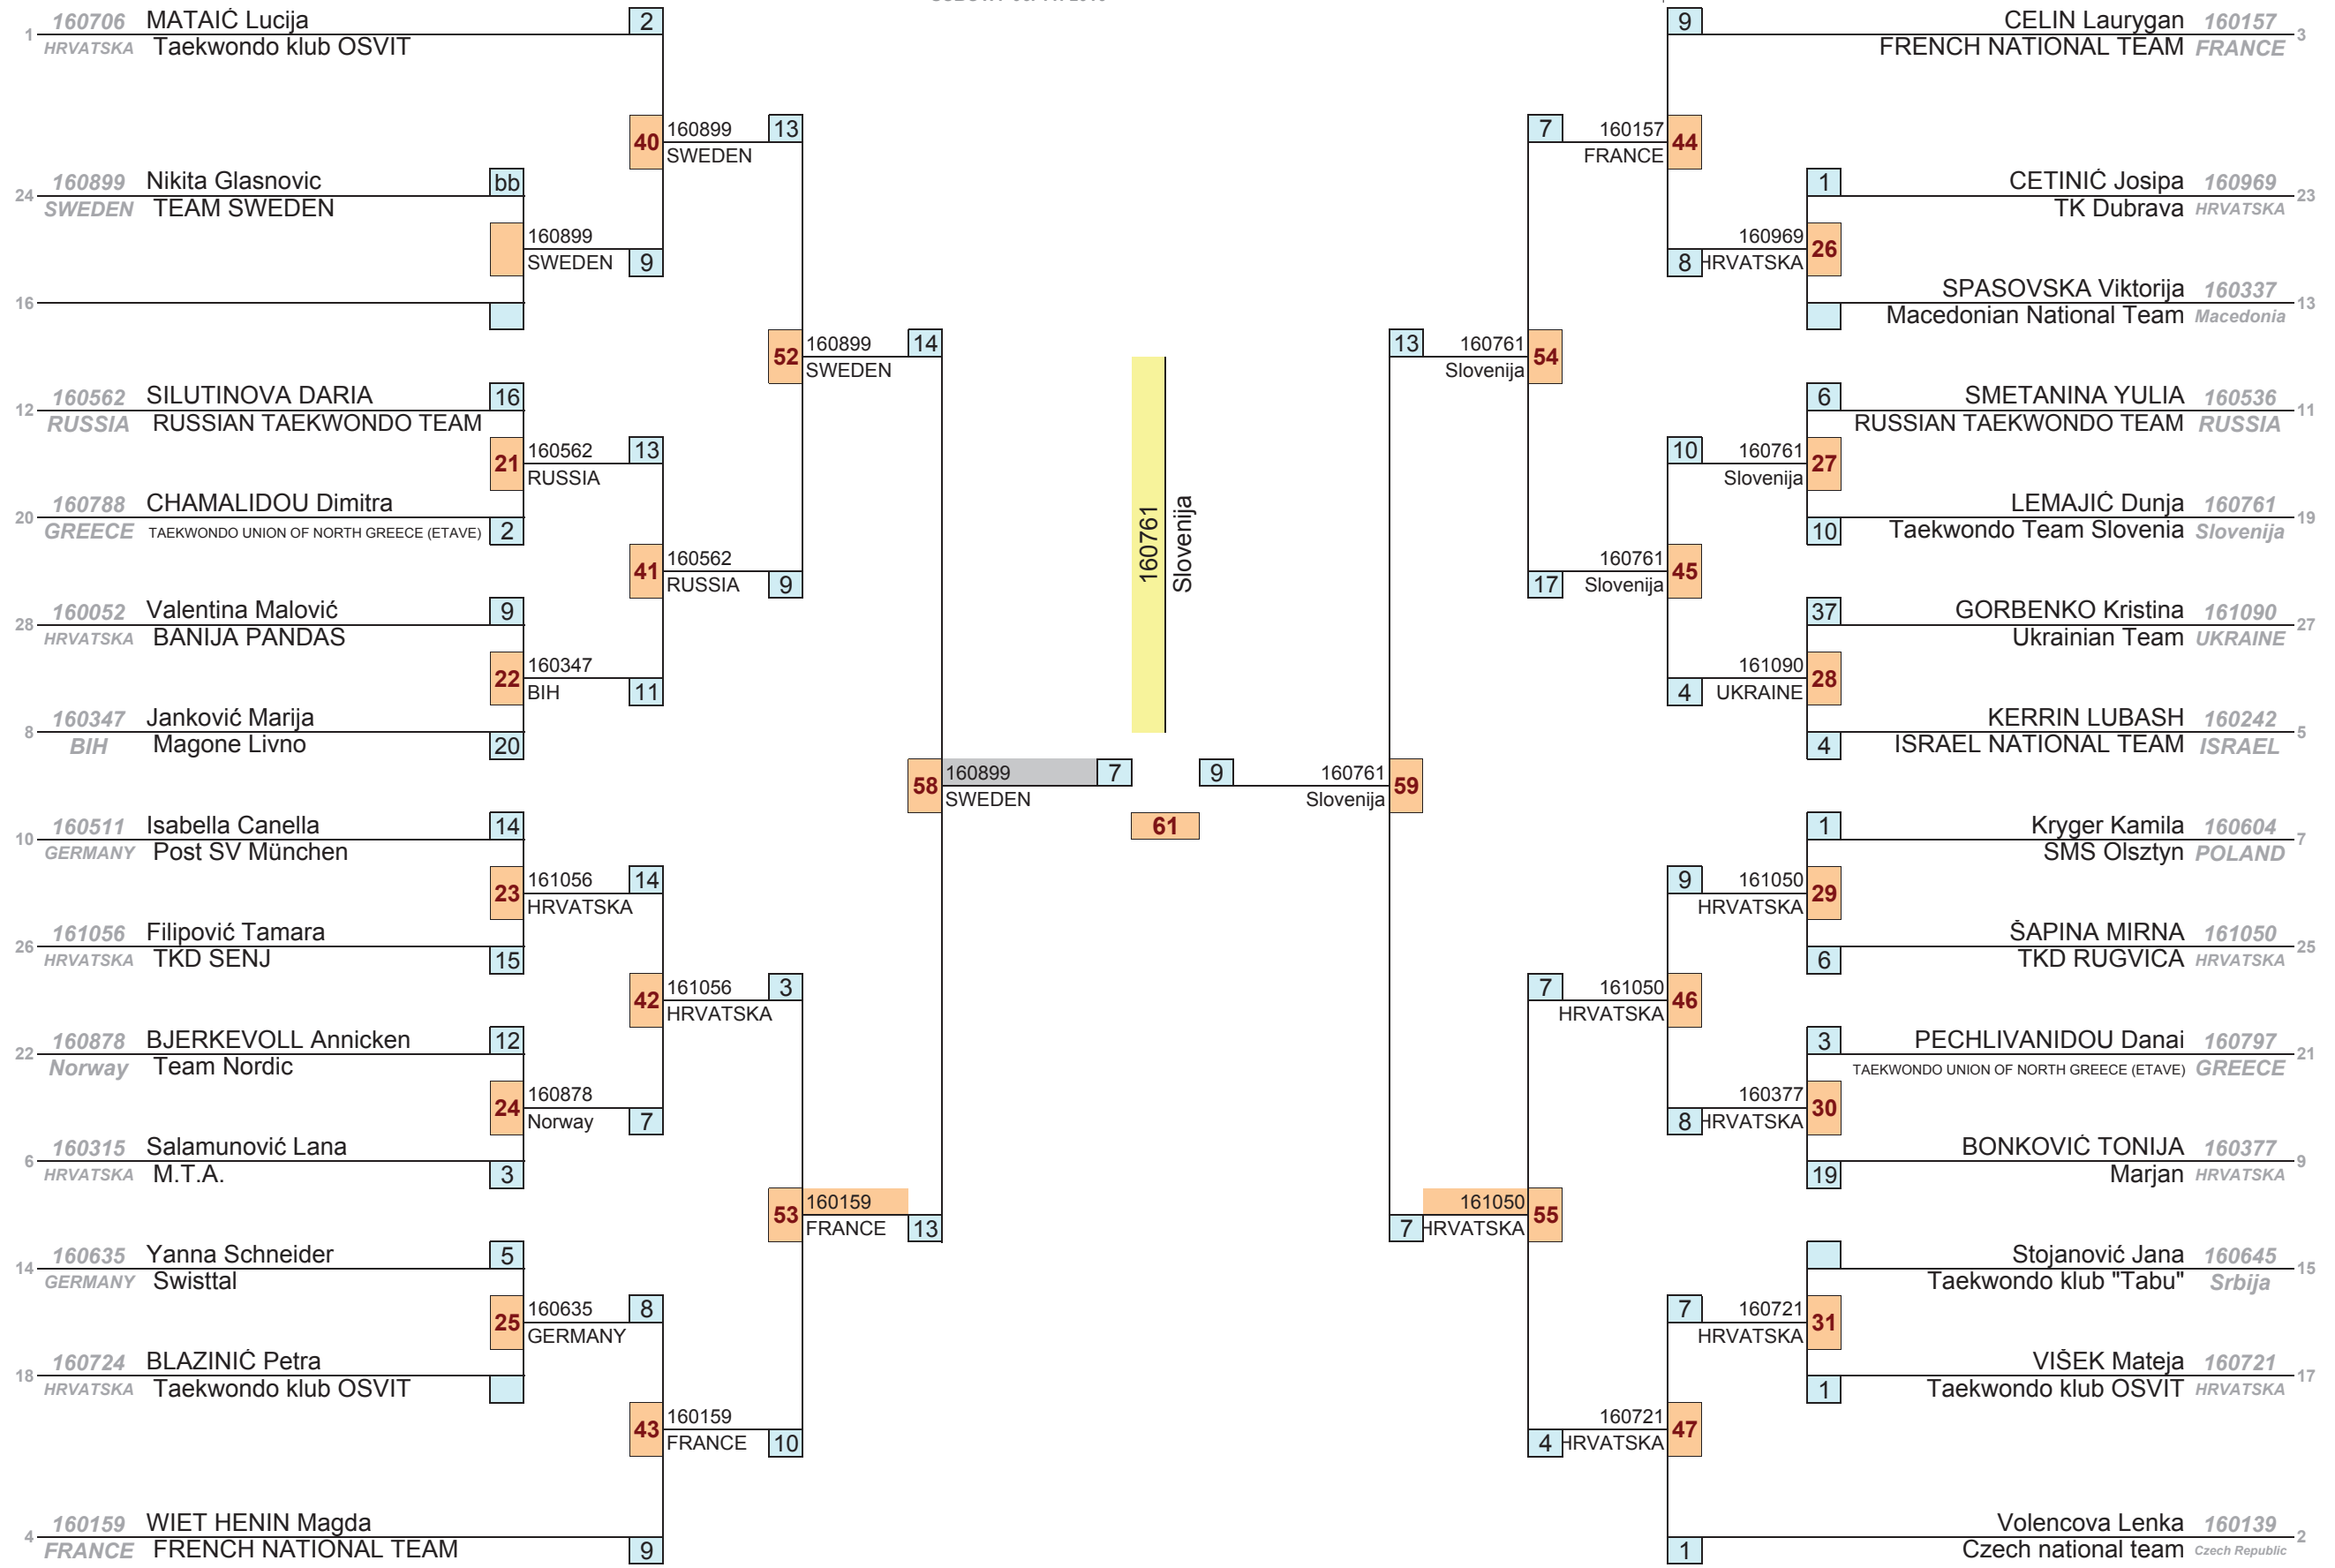 1 160706 MATAIĆ Lucija 2
HRVATSKA Taekwondo klub OSVIT
40 160899 13
SWEDEN
24 160899 Nikita Glasnovic bb
SWEDEN TEAM SWEDEN
160899
SWEDEN 9
16
52 160899 14
SWEDEN
12 160562 SILUTINOVA DARIA 16
RUSSIA RUSSIAN TAEKWONDO TEAM
21 160562 13
RUSSIA
20 160788 CHAMALIDOU Dimitra
GREECE TAEKWONDO UNION OF NORTH GREECE (ETAVE) 2
41 160562
RUSSIA 9
28 160052 Valentina Malović 9
HRVATSKA BANIJA PANDAS
22 160347
BIH 11
8 160347 Janković Marija
BIH Magone Livno 20
58 160899 7
SWEDEN
10 160511 Isabella Canella 14
GERMANY Post SV München
23 161056 14
HRVATSKA
26 161056 Filipović Tamara
HRVATSKA TKD SENJ 15
42 161056 3
HRVATSKA
22 160878 BJERKEVOLL Annicken 12
Norway Team Nordic
24 160878
Norway 7
6 160315 Salamunović Lana
HRVATSKA M.T.A. 3
53 160159
FRANCE 13
14 160635 Yanna Schneider 5
GERMANY Swisttal
25 160635 8
GERMANY
18 160724 BLAZINIĆ Petra
HRVATSKA Taekwondo klub OSVIT
43 160159
FRANCE 10
4 160159 WIET HENIN Magda
FRANCE FRENCH NATIONAL TEAM 9
160761
Slovenija
61
9 CELIN Laurygan 160157 3
FRENCH NATIONAL TEAM FRANCE
7 160157 44
FRANCE
1 CETINIĆ Josipa 160969 23
TK Dubrava HRVATSKA
160969 26
8 HRVATSKA
SPASOVSKA Viktorija 160337 13
Macedonian National Team Macedonia
13 160761 54
Slovenija
6 SMETANINA YULIA 160536 11
RUSSIAN TAEKWONDO TEAM RUSSIA
10 160761 27
Slovenija
LEMAJIĆ Dunja 160761 19
10 Taekwondo Team Slovenia Slovenija
160761 45
17 Slovenija
37 GORBENKO Kristina 161090 27
Ukrainian Team UKRAINE
161090 28
4 UKRAINE
KERRIN LUBASH 160242 5
4 ISRAEL NATIONAL TEAM ISRAEL
9 160761 59
Slovenija
1 Kryger Kamila 160604 7
SMS Olsztyn POLAND
9 161050 29
HRVATSKA
ŠAPINA MIRNA 161050 25
6 TKD RUGVICA HRVATSKA
7 161050 46
HRVATSKA
3 PECHLIVANIDOU Danai 160797 21
TAEKWONDO UNION OF NORTH GREECE (ETAVE) GREECE
160377 30
8 HRVATSKA
BONKOVIĆ TONIJA 160377 9
19 Marjan HRVATSKA
161050 55
7 HRVATSKA
Stojanović Jana 160645 15
Taekwondo klub "Tabu" Srbija
7 160721 31
HRVATSKA
VIŠEK Mateja 160721 17
1 Taekwondo klub OSVIT HRVATSKA
160721 47
4 HRVATSKA
Volencova Lenka 160139 2
1 Czech national team Czech Republic